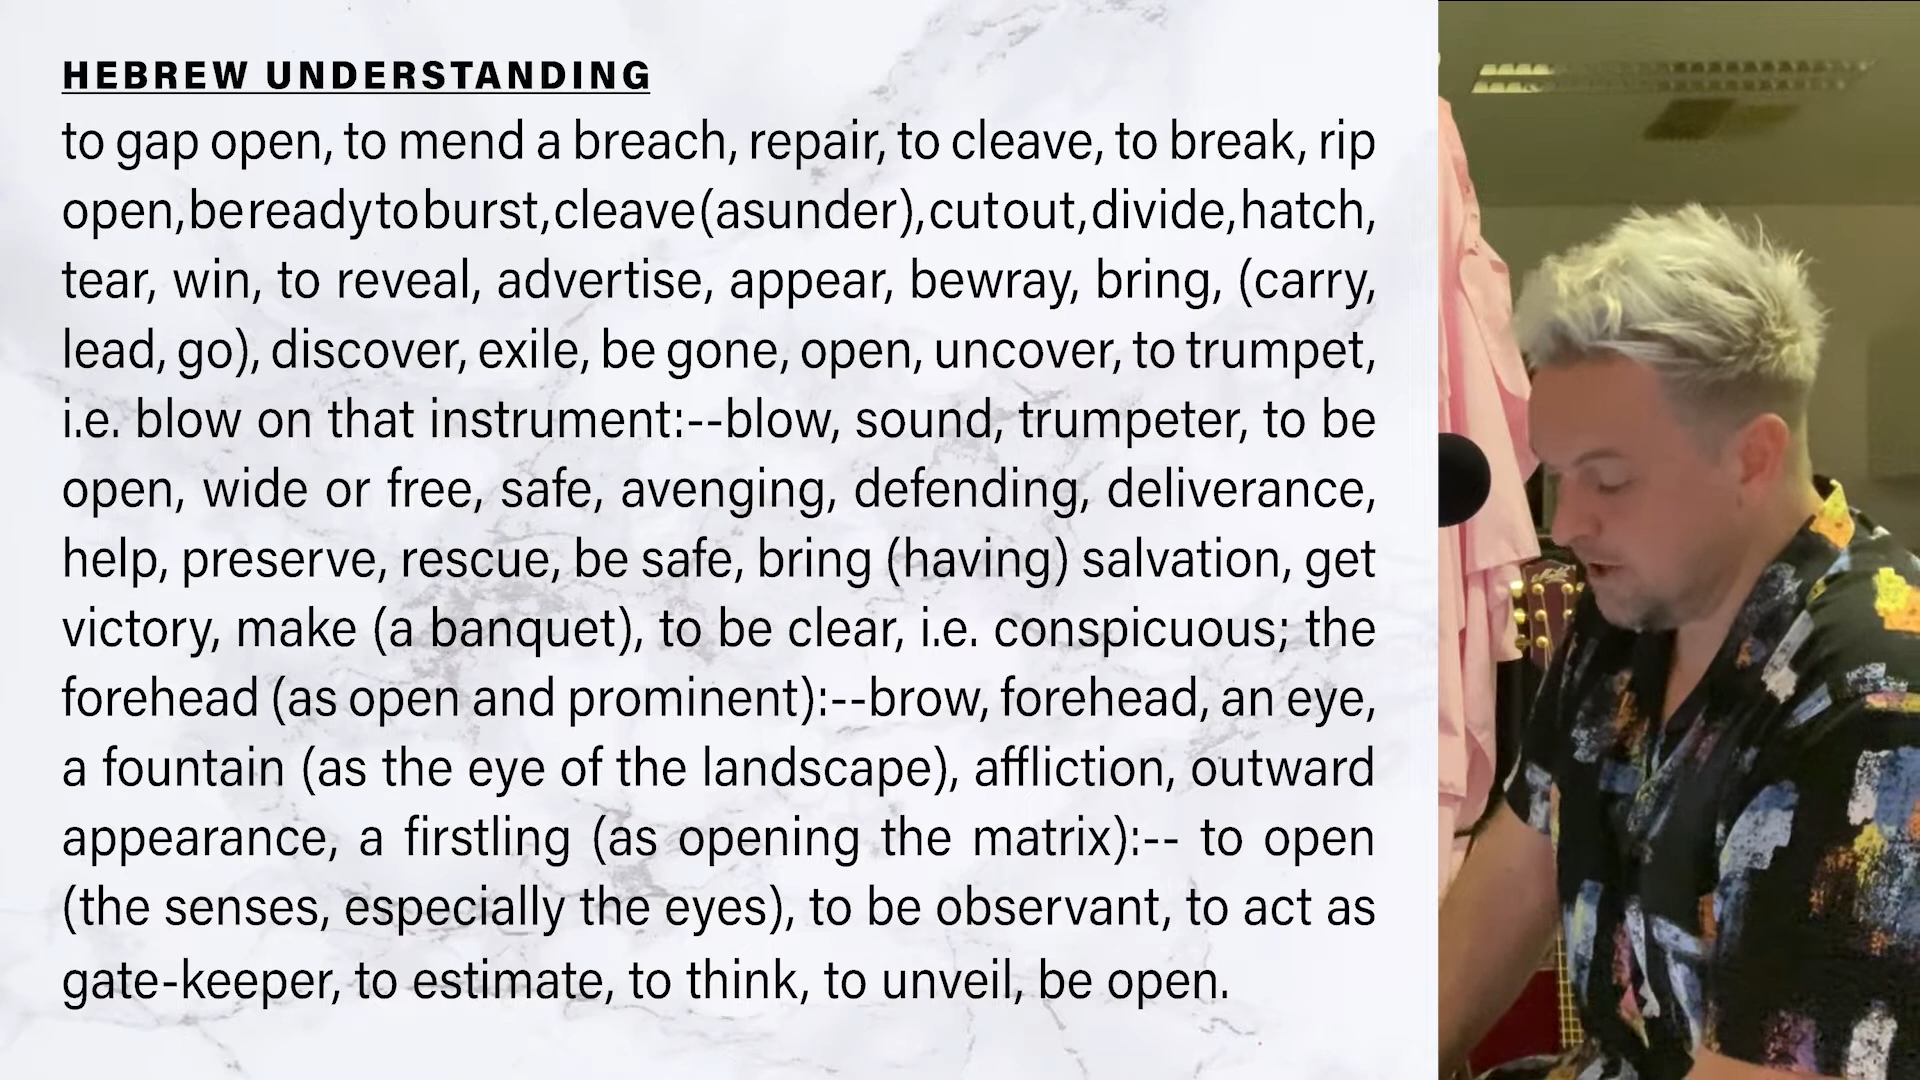 HEBREW UNDERSTANDING
to gap open, to mend a breach, repair, to cleave, to break, rip
open, be ready to burst, cleave (asunder), cut out, divide, hatch,
tear, win, to reveal, advertise, appear, bewray, bring, (carry,
lead, go), discover, exile, be gone, open, uncover, to trumpet,
i.e. blow on that instrument:--blow, sound, trumpeter, to be
open, wide or free, safe, avenging, defending, deliverance,
help, preserve, rescue, be safe, bring (having) salvation, get
victory, make (a banquet), to be clear, i.e. conspicuous; the
forehead (as open and prominent):--brow, forehead, an eye,
a fountain (as the eye of the landscape), affliction, outward
appearance, a firstling (as opening the matrix):-- to open
(the senses, especially the eyes), to be observant, to act as
gate-keeper, to estimate, to think, to unveil, be open.